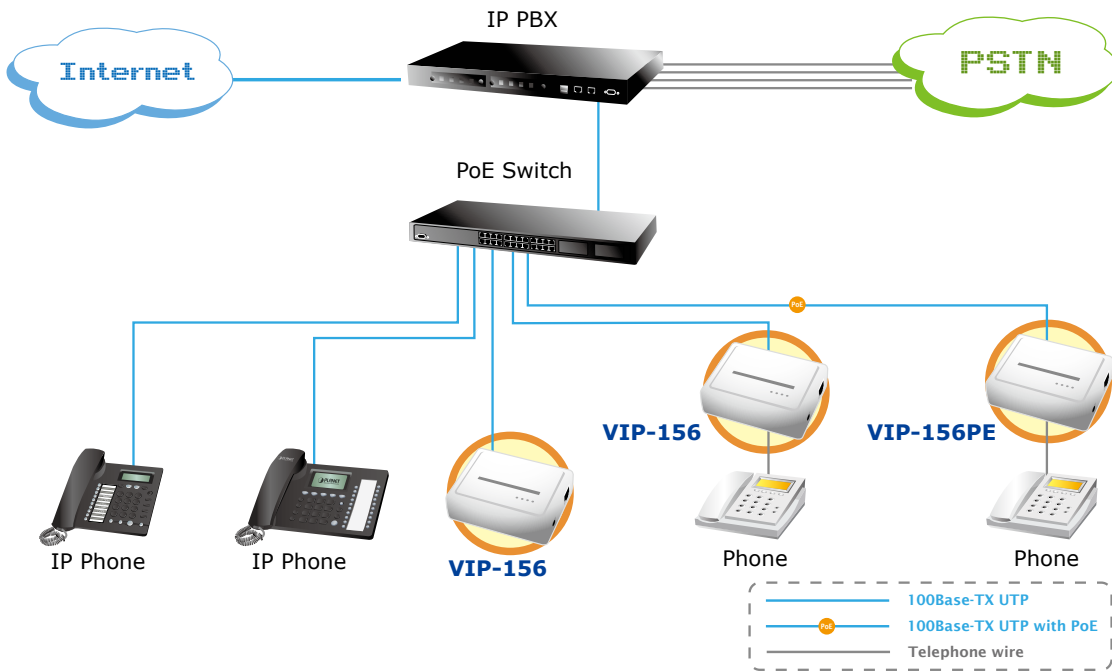 IP PBX
Internet
PSTN
PoE Switch
PoE
VIP-156
VIP-156PE
PLANET
IP Phone
IP Phone
VIP-156
Phone
Phone
100Base-TX UTP
PoE
100Base-TX UTP with PoE
Telephone wire